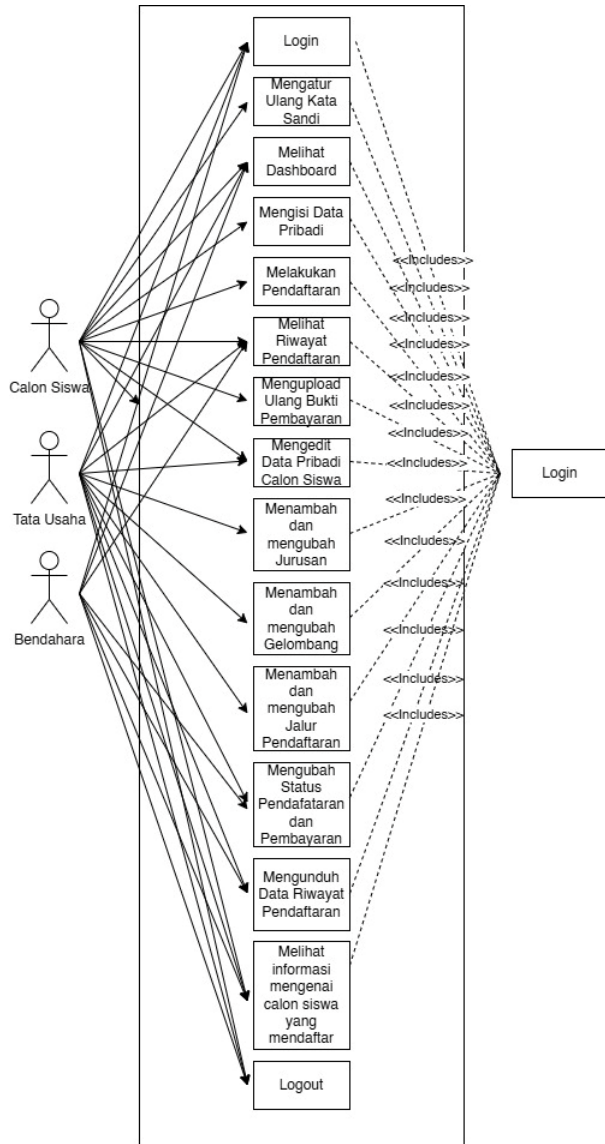 Login
Mengatur
Ulang Kata
Sandi
Melihat
Dashboard
Mengisi Data
Pribadi
Melakukan
Pendaftaran
Melihat
Riwayat
Pendaftaran
Mengupload
Ulang Bukti
Pembayaran
Mengedit
Data Pribadi
Calon Siswa
Menambah
dan
mengubah
Jurusan
Menambah
dan
mengubah
Gelombang
Menambah
dan
mengubah
Jalur
Pendaftaran
Mengubah
Status
Pendafataran
dan
Pembayaran
Mengunduh
Data Riwayat
Pendaftaran
Melihat
informasi
mengenai
calon siswa
yang
mendaftar
Logout
Calon Siswa
Tata Usaha
Bendahara
<<Includes>>
<<Includes>>
<<Includes>>
<<Includes>>
<<Includes>>
<<Includes>>
<<Includes>>
<<Includes>>
<<Includes>>
<<Includes>>
<<Includes>>
<<Includes>>
<<Includes>>
<<Includes>>
Login